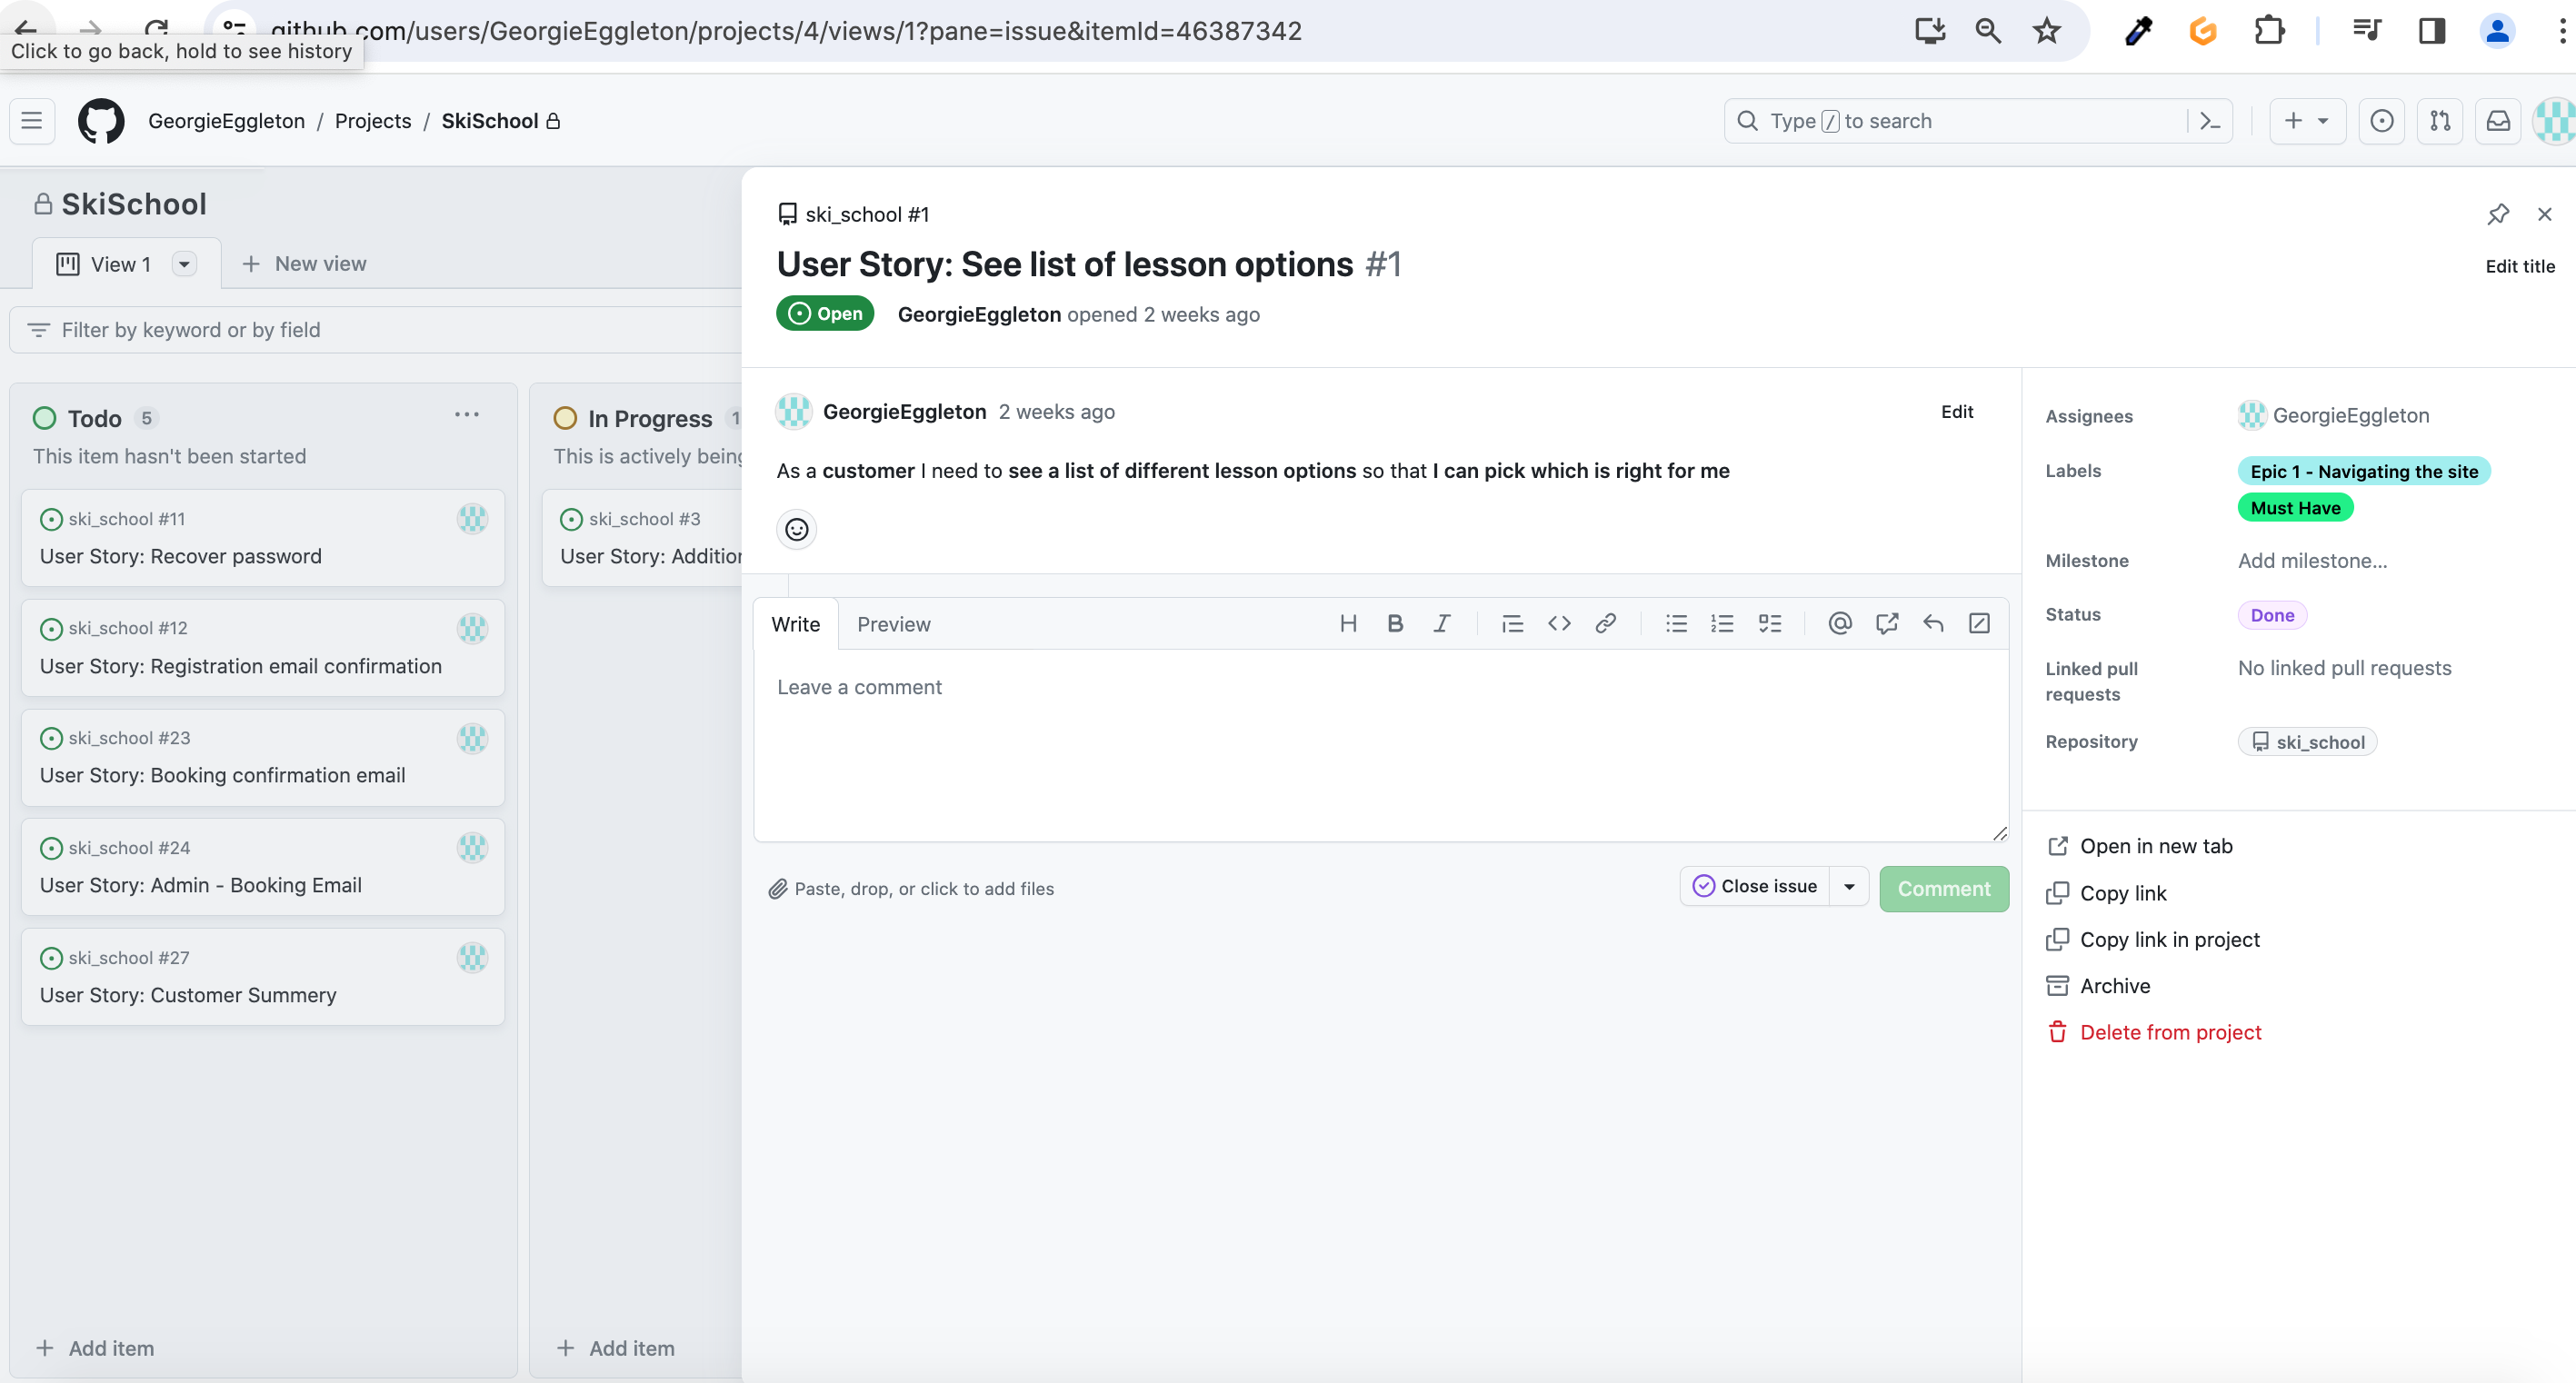 github.com/users/GeorgieEggleton/projects/4/views/1?pane=issue&itemId=46387342
Click to go back, hold to see history
GeorgieEggleton / Projects / SkiSchool
Type / to search
SkiSchool
View 1
New view
Filter by keyword or by field
Todo 5
This item hasn't been started
ski_school #11
User Story: Recover password
ski_school #12
User Story: Registration email confirmation
ski_school #23
User Story: Booking confirmation email
ski_school #24
User Story: Admin - Booking Email
ski_school #27
User Story: Customer Summery
+ Add item
In Progress 1
This is actively being
ski_school #3
User Story: Addition
+ Add item
ski_school #1
User Story: See list of lesson options #1
Edit title
Open
GeorgieEggleton opened 2 weeks ago
GeorgieEggleton 2 weeks ago
Edit
As a customer I need to see a list of different lesson options so that I can pick which is right for me
Write
Preview
Leave a comment
Paste, drop, or click to add files
Close issue
Comment
Assignees
GeorgieEggleton
Labels
Epic 1 - Navigating the site
Must Have
Milestone
Add milestone...
Status
Done
Linked pull
requests
No linked pull requests
Repository
ski_school
Open in new tab
Copy link
Copy link in project
Archive
Delete from project